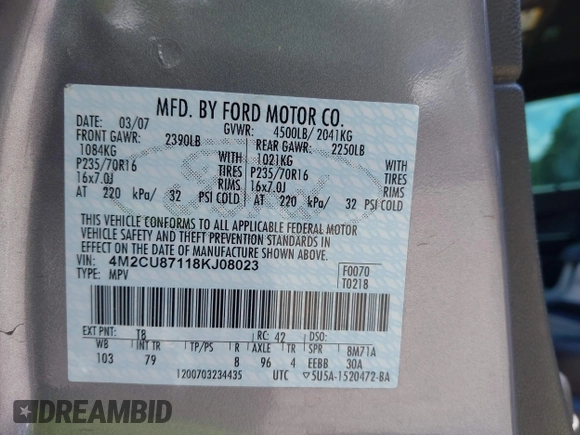 MFD. BY FORD MOTOR CO.
DATE: 03/07 GVWR: 4500LB/ 2041KG
FRONT GAWR: 2390LB REAR GAWR: 2250LB
1084KG WITH 1021KG WITH
P235/70R16 TIRES P235/70R16 TIRES
16x7.0J RIMS 16x7.0J RIMS
AT 220 kPa/ 32 PSI COLD AT 220 kPa/ 32 PSI COLD
THIS VEHICLE CONFORMS TO ALL APPLICABLE FEDERAL MOTOR
VEHICLE SAFETY AND THEFT PREVENTION STANDARDS IN
EFFECT ON THE DATE OF MANUFACTURE SHOWN ABOVE.
VIN: 4M2CU87118KJ08023 F0070
TYPE: MPV T0218
EXT PNT: T8 RC: 42 DSO:
WB INT TR TP/PS R AXLE TR SPR BM71A
103 79 8 96 4 EEBB 30A
1200703234435 UTC 5U5A-1520472-BA
DREAMBID